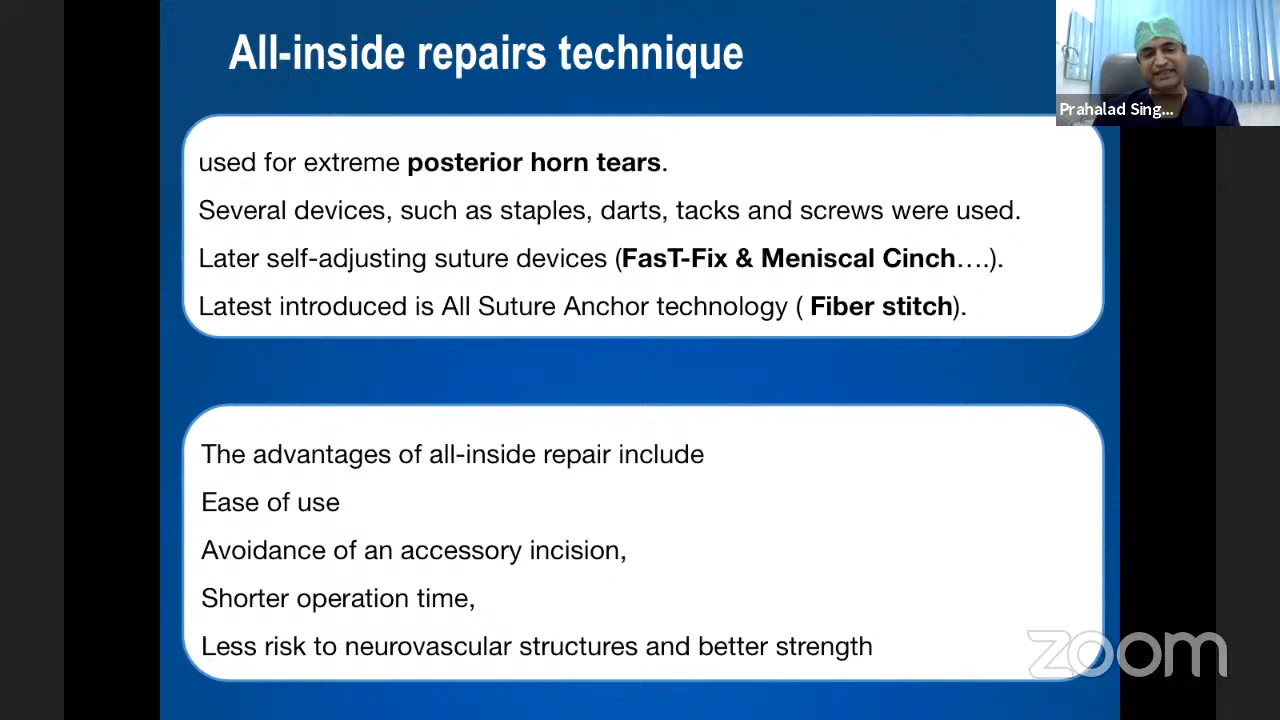 All-inside repairs technique
Prahalad Sing...
used for extreme posterior horn tears.
Several devices, such as staples, darts, tacks and screws were used.
Later self-adjusting suture devices (FasT-Fix & Meniscal Cinch….).
Latest introduced is All Suture Anchor technology ( Fiber stitch).
The advantages of all-inside repair include
Ease of use
Avoidance of an accessory incision,
Shorter operation time,
Less risk to neurovascular structures and better strength
zoom